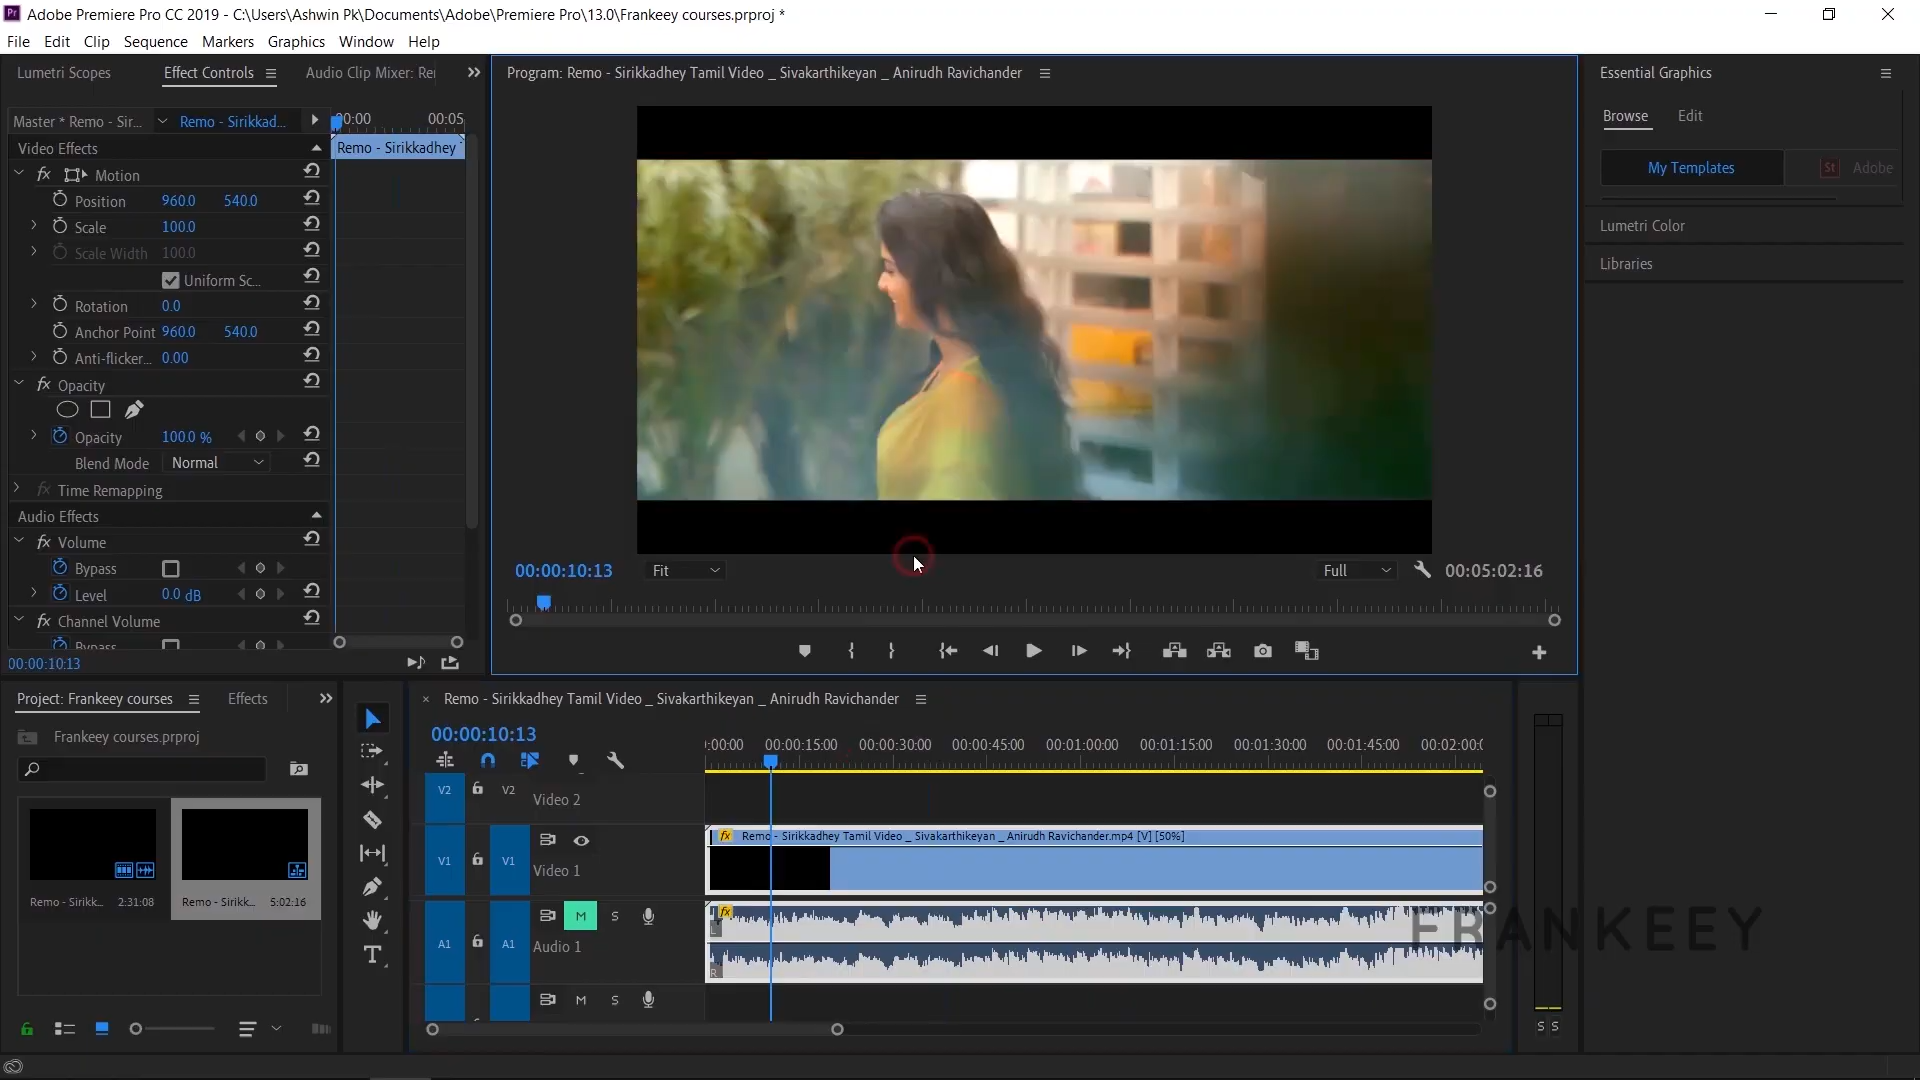 Adobe Premiere Pro CC 2019 - C:\Users\Ashwin Pk\Documents\Adobe\Premiere Pro\13.0\Frankeey courses.prproj *
File Edit Clip Sequence Markers Graphics Window Help
Lumetri Scopes Effect Controls Audio Clip Mixer: Re
Master * Remo - Sir... Remo - Sirikkad... 00:00 00:05
Video Effects Remo - Sirikkadhey
fx Motion
Position 960.0 540.0
Scale 100.0
Scale Width 100.0
Uniform Sc...
Rotation 0.0
Anchor Point 960.0 540.0
Anti-flicker... 0.00
fx Opacity
Opacity 100.0 %
Blend Mode Normal
fx Time Remapping
Audio Effects
fx Volume
Bypass
Level 0.0 dB
fx Channel Volume
Bypass
00:00:10:13
Program: Remo - Sirikkadhey Tamil Video _ Sivakarthikeyan _ Anirudh Ravichander
00:00:10:13 Fit Full 00:05:02:16
Essential Graphics
Browse Edit
My Templates St Adobe
Lumetri Color
Libraries
Project: Frankeey courses Effects
Frankeey courses.prproj
Remo - Sirikk... 2:31:08 Remo - Sirikk... 5:02:16
× Remo - Sirikkadhey Tamil Video _ Sivakarthikeyan _ Anirudh Ravichander
00:00:10:13
:00:00 00:00:15:00 00:00:30:00 00:00:45:00 00:01:00:00 00:01:15:00 00:01:30:00 00:01:45:00 00:02:00:0
V2 V2 Video 2
V1 V1 Video 1
fx Remo - Sirikkadhey Tamil Video _ Sivakarthikeyan _ Anirudh Ravichander.mp4 [V] [50%]
A1 A1 M S Audio 1
fx
L
R
M S
S S
FRANKEEY